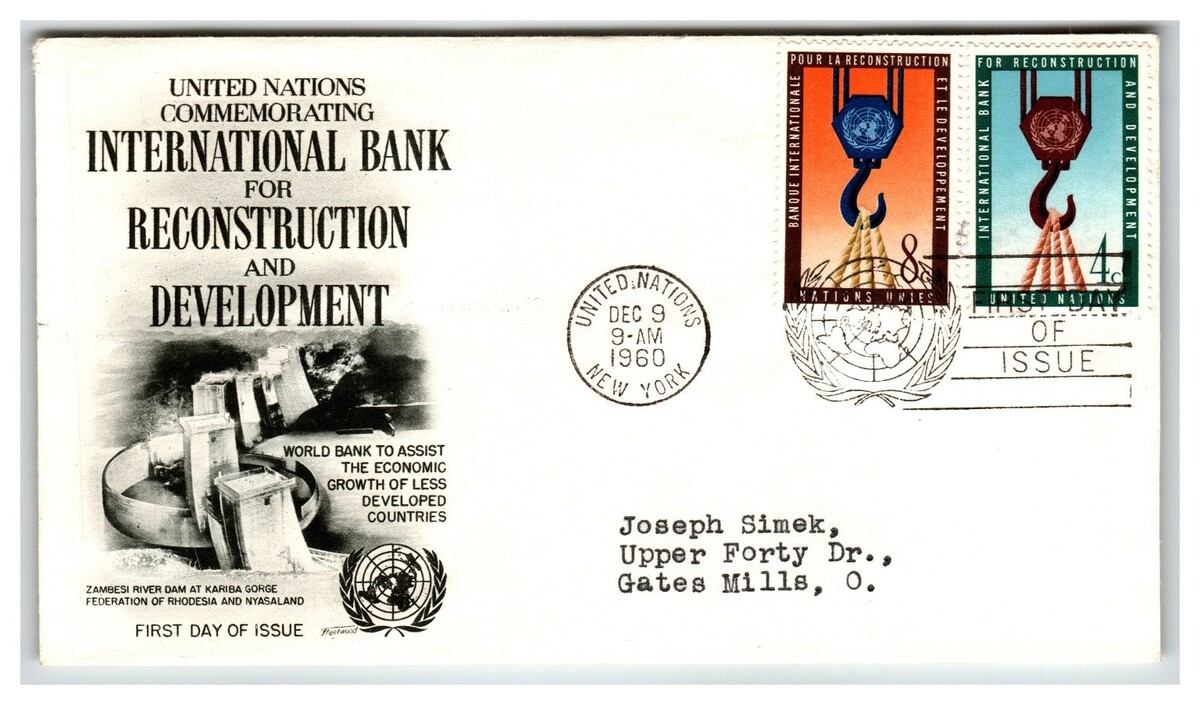 UNITED NATIONS
COMMEMORATING
INTERNATIONAL BANK
FOR
RECONSTRUCTION
AND
DEVELOPMENT
WORLD BANK TO ASSIST
THE ECONOMIC
GROWTH OF LESS
DEVELOPED
COUNTRIES
ZAMBESI RIVER DAM AT KARIBA GORGE
FEDERATION OF RHODESIA AND NYASALAND
FIRST DAY OF ISSUE
Fleetwood
UNITED NATIONS
DEC 9
9-AM
1960
NEW YORK
BANQUE INTERNATIONALE
POUR LA RECONSTRUCTION
ET LE DEVELOPPEMENT
8c
NATIONS UNIES
INTERNATIONAL BANK
FOR RECONSTRUCTION
AND DEVELOPMENT
4c
UNITED NATIONS
FIRST DAY
OF
ISSUE
Joseph Simek,
Upper Forty Dr.,
Gates Mills, O.